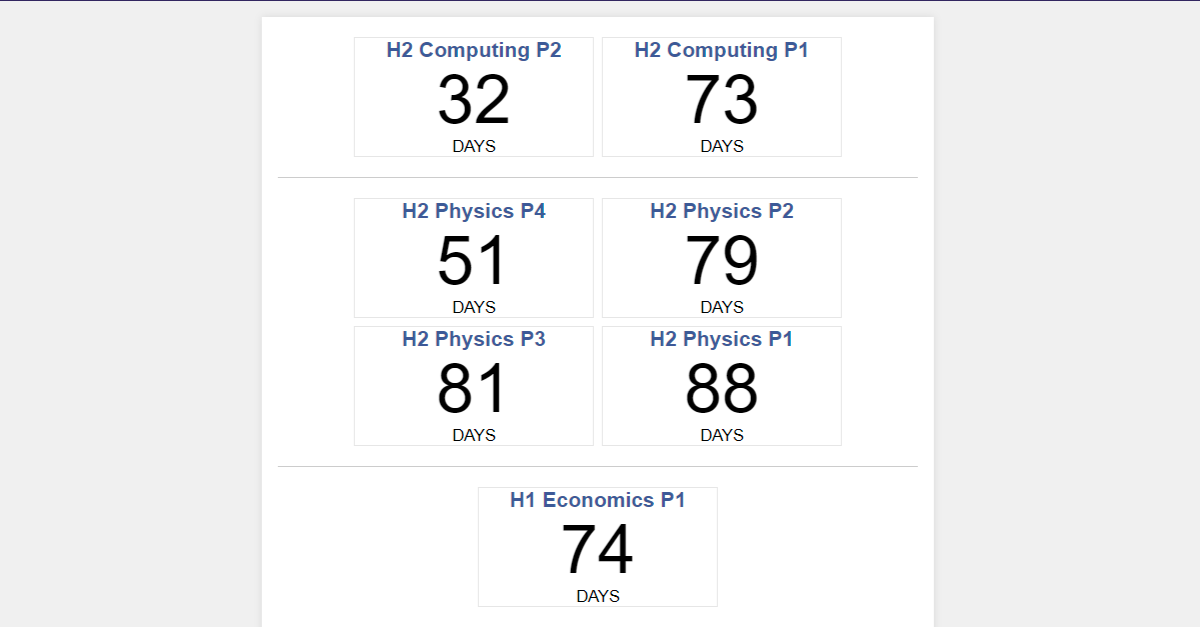 H2 Computing P2
32
DAYS
H2 Computing P1
73
DAYS
H2 Physics P4
51
DAYS
H2 Physics P2
79
DAYS
H2 Physics P3
81
DAYS
H2 Physics P1
88
DAYS
H1 Economics P1
74
DAYS